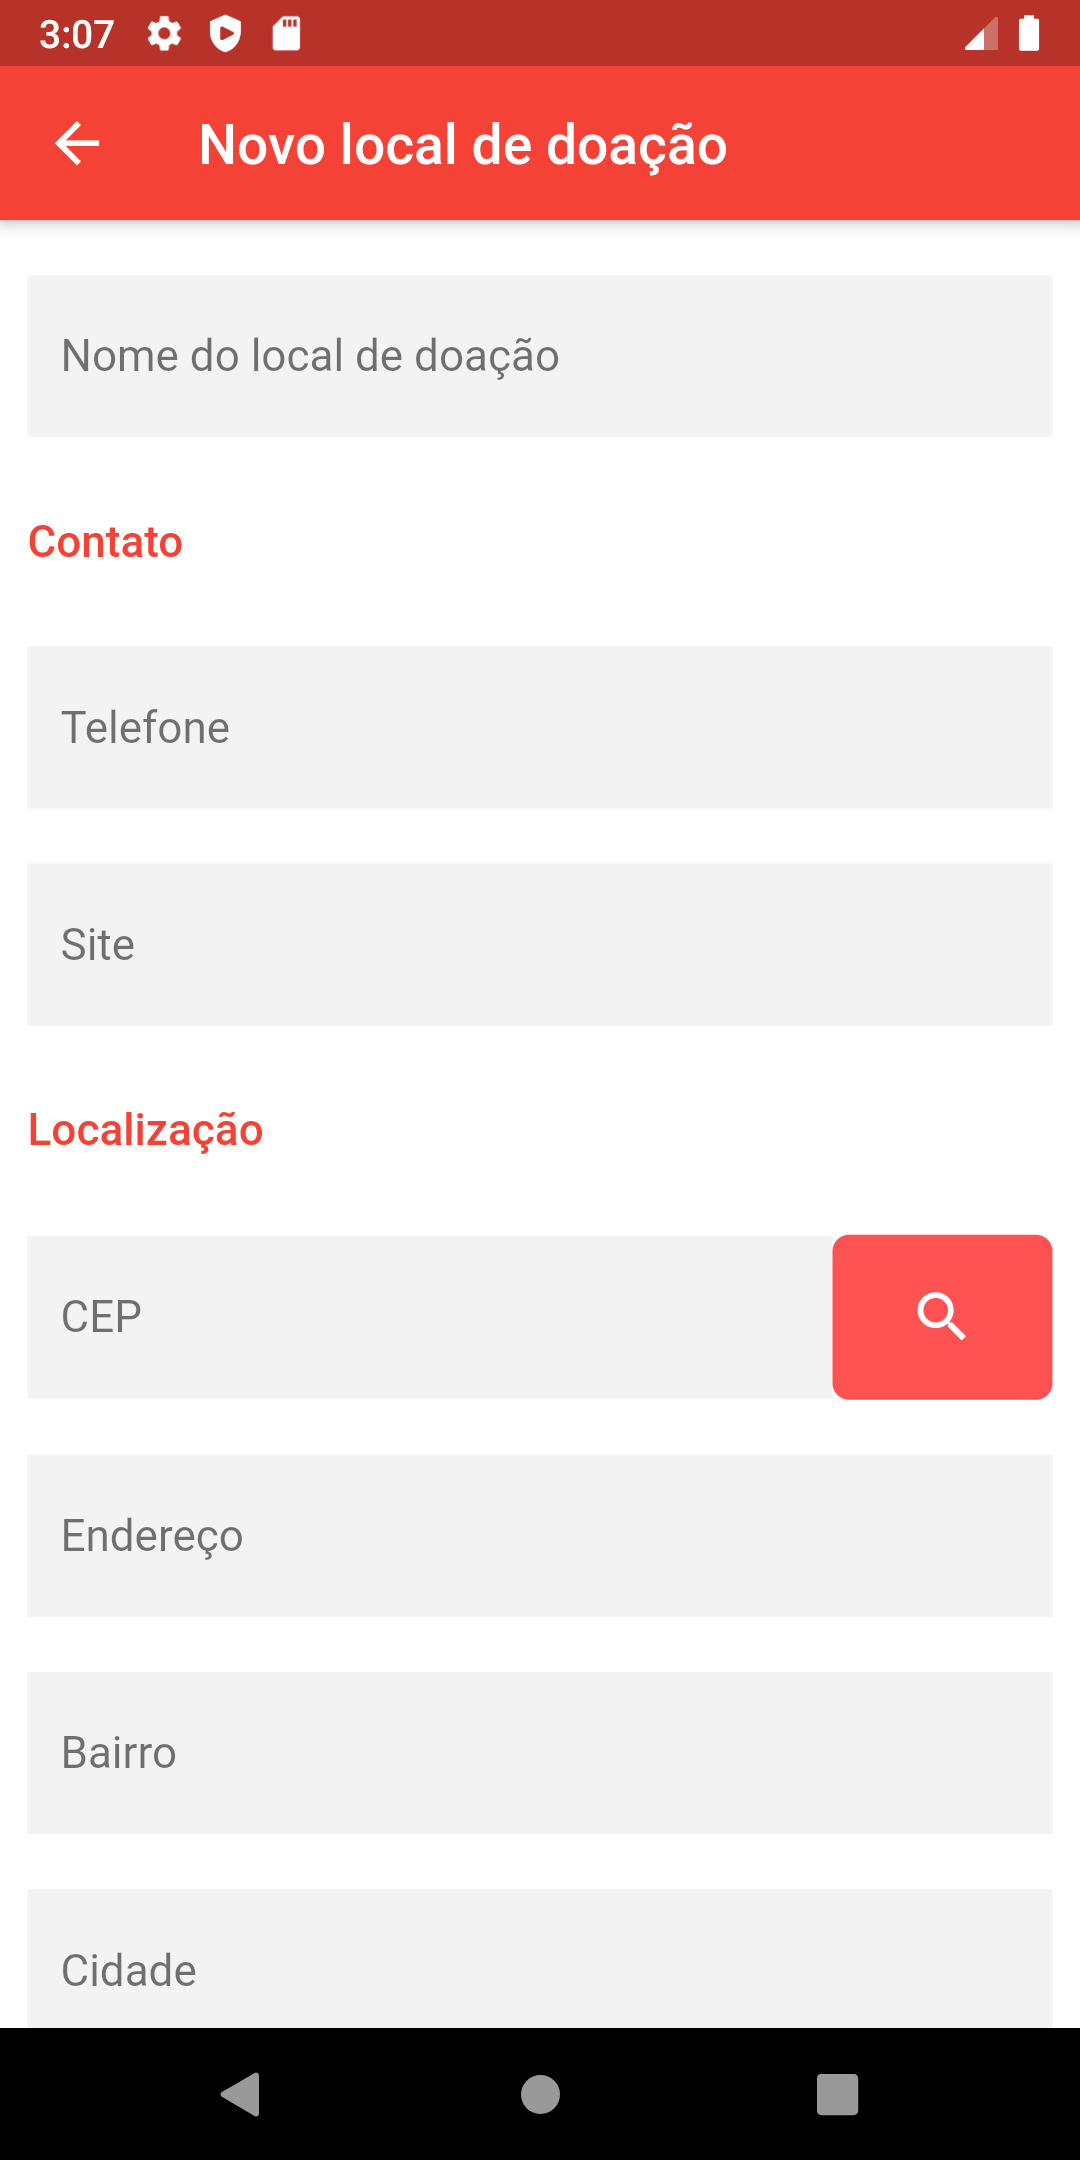 3:07
Novo local de doação
Nome do local de doação
Contato
Telefone
Site
Localização
CEP
Endereço
Bairro
Cidade